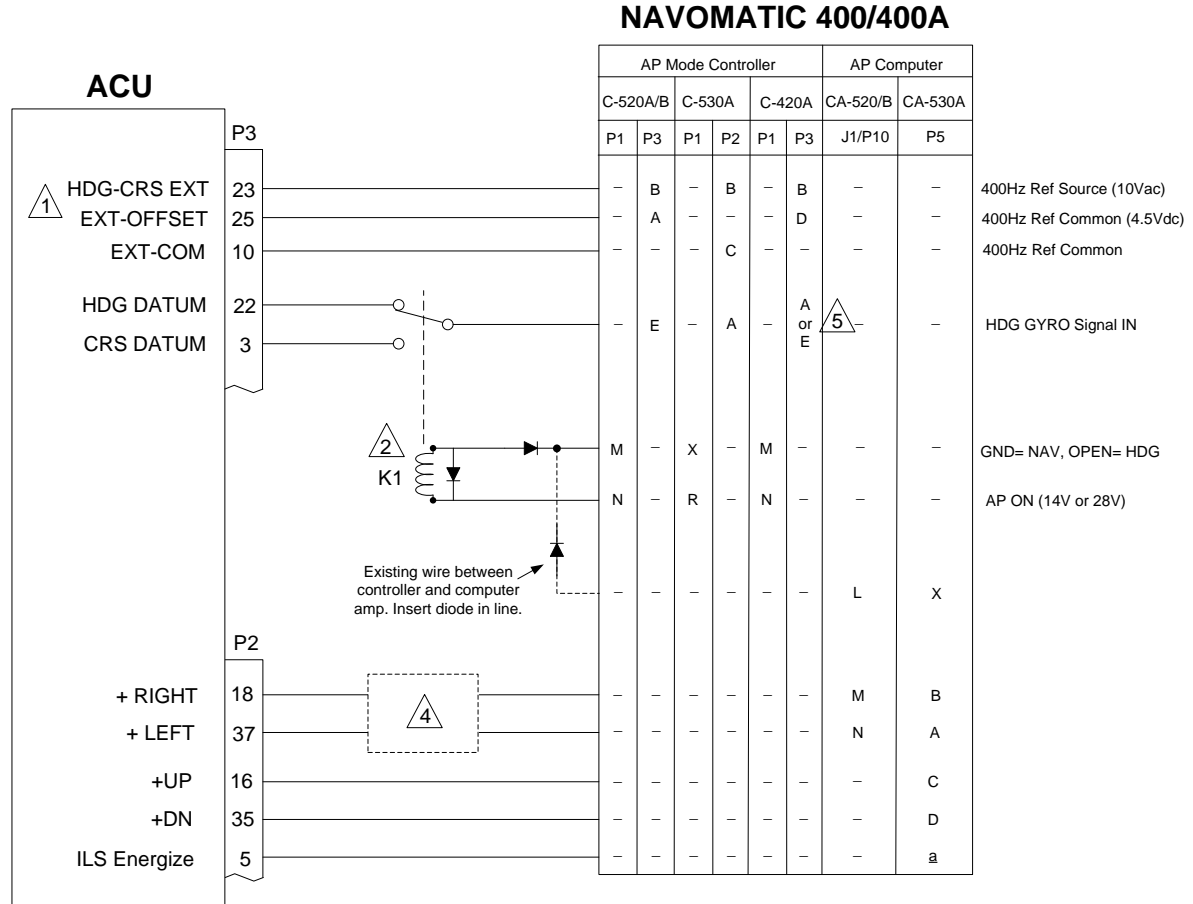 NAVOMATIC 400/400A
ACU
AP Mode Controller AP Computer
C-520A/B C-530A C-420A CA-520/B CA-530A
P3 P1 P3 P1 P2 P1 P3 J1/P10 P5
1 HDG-CRS EXT 23 – B – B – B – – 400Hz Ref Source (10Vac)
EXT-OFFSET 25 – A – – – D – – 400Hz Ref Common (4.5Vdc)
EXT-COM 10 – – – C – – – – 400Hz Ref Common
HDG DATUM 22
– E – A – A or E 5 – – HDG GYRO Signal IN
CRS DATUM 3
2
K1
M – X – M – – – GND= NAV, OPEN= HDG
N – R – N – – – AP ON (14V or 28V)
Existing wire between
controller and computer
amp. Insert diode in line.
– – – – – – L X
P2
+ RIGHT 18 4 – – – – – – M B
+ LEFT 37 – – – – – – N A
+UP 16 – – – – – – – C
+DN 35 – – – – – – – D
ILS Energize 5 – – – – – – – a